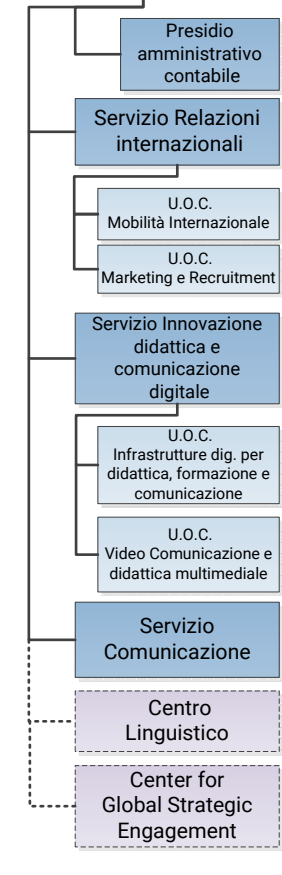 Presidio
amministrativo
contabile
Servizio Relazioni
internazionali
U.O.C.
Mobilità Internazionale
U.O.C.
Marketing e Recruitment
Servizio Innovazione
didattica e
comunicazione
digitale
U.O.C.
Infrastrutture dig. per
didattica, formazione e
comunicazione
U.O.C.
Video Comunicazione e
didattica multimediale
Servizio
Comunicazione
Centro
Linguistico
Center for
Global Strategic
Engagement